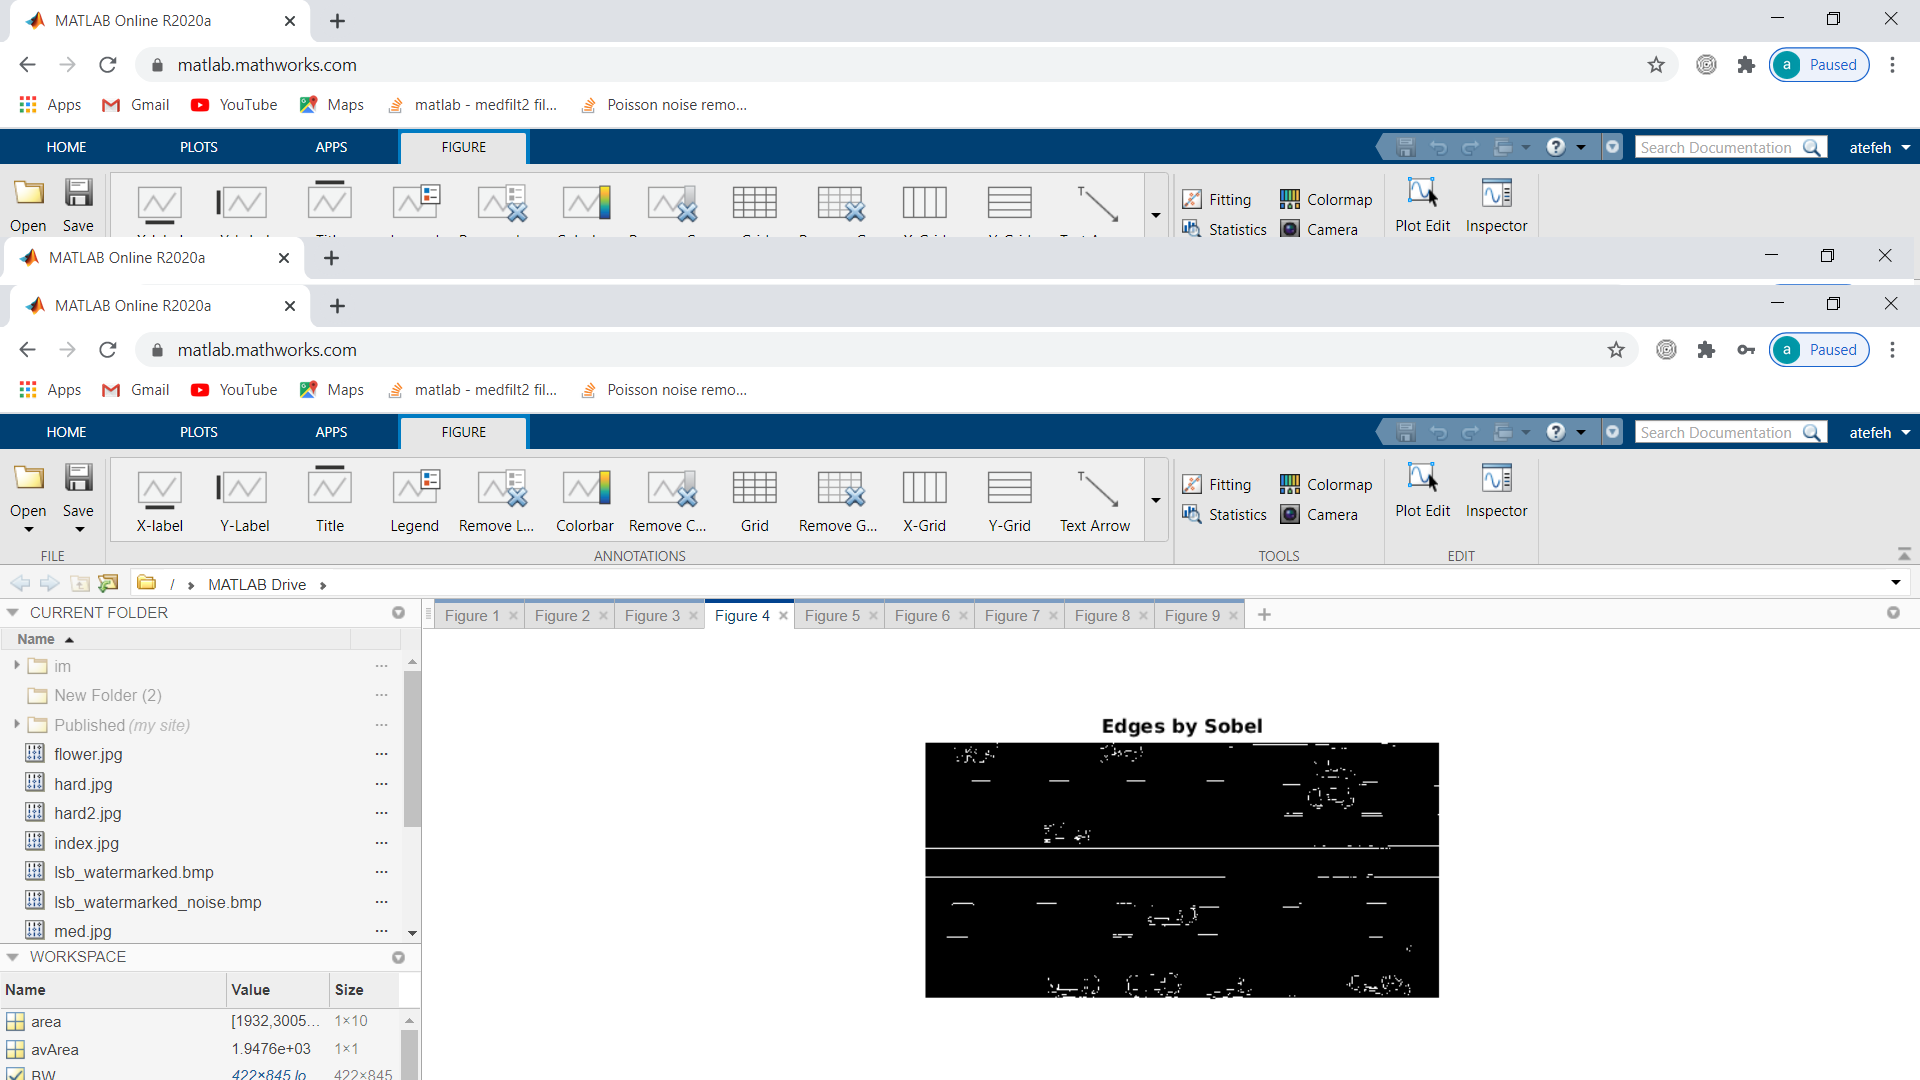 MATLAB Online R2020a
matlab.mathworks.com
a Paused
Apps Gmail YouTube Maps matlab - medfilt2 fil... Poisson noise remo...
HOME PLOTS APPS FIGURE Search Documentation atefeh
Fitting Colormap
Open Save Statistics Camera Plot Edit Inspector
MATLAB Online R2020a
MATLAB Online R2020a
matlab.mathworks.com
a Paused
Apps Gmail YouTube Maps matlab - medfilt2 fil... Poisson noise remo...
HOME PLOTS APPS FIGURE Search Documentation atefeh
Fitting Colormap
Open Save Statistics Camera Plot Edit Inspector
X-label Y-Label Title Legend Remove L... Colorbar Remove C... Grid Remove G... X-Grid Y-Grid Text Arrow
FILE ANNOTATIONS TOOLS EDIT
/ MATLAB Drive
CURRENT FOLDER
Figure 1 Figure 2 Figure 3 Figure 4 Figure 5 Figure 6 Figure 7 Figure 8 Figure 9
Name
im
New Folder (2)
Published (my site)
Edges by Sobel
flower.jpg
hard.jpg
hard2.jpg
index.jpg
lsb_watermarked.bmp
lsb_watermarked_noise.bmp
med.jpg
WORKSPACE
Name Value Size
area [1932,3005... 1×10
avArea 1.9476e+03 1×1
BW 422×845 lo 422×845